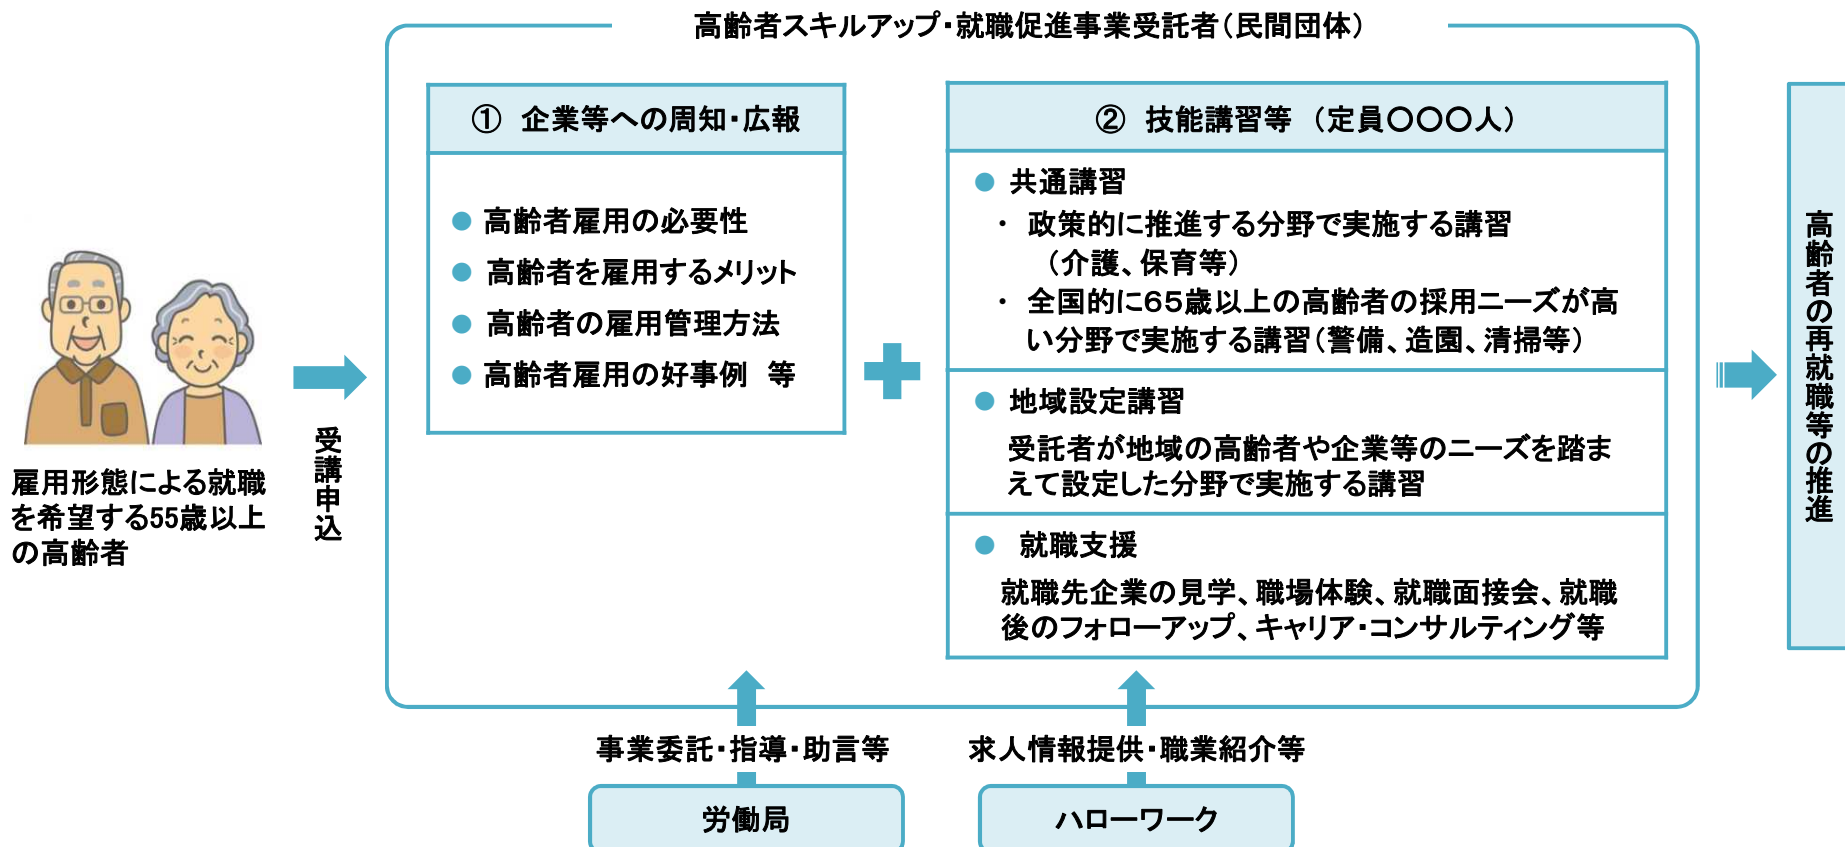 高齢者スキルアップ・就職促進事業受託者（民間団体）
① 企業等への周知・広報
● 高齢者雇用の必要性
● 高齢者を雇用するメリット
● 高齢者の雇用管理方法
● 高齢者雇用の好事例 等
② 技能講習等 （定員〇〇〇人）
● 共通講習
・ 政策的に推進する分野で実施する講習
（介護、保育等）
・ 全国的に６５歳以上の高齢者の採用ニーズが高
い分野で実施する講習（警備、造園、清掃等）
● 地域設定講習
受託者が地域の高齢者や企業等のニーズを踏ま
えて設定した分野で実施する講習
● 就職支援
就職先企業の見学、職場体験、就職面接会、就職
後のフォローアップ、キャリア・コンサルティング等
雇用形態による就職
を希望する55歳以上
の高齢者
受講申込
高齢者の再就職等の推進
事業委託・指導・助言等
求人情報提供・職業紹介等
労働局
ハローワーク